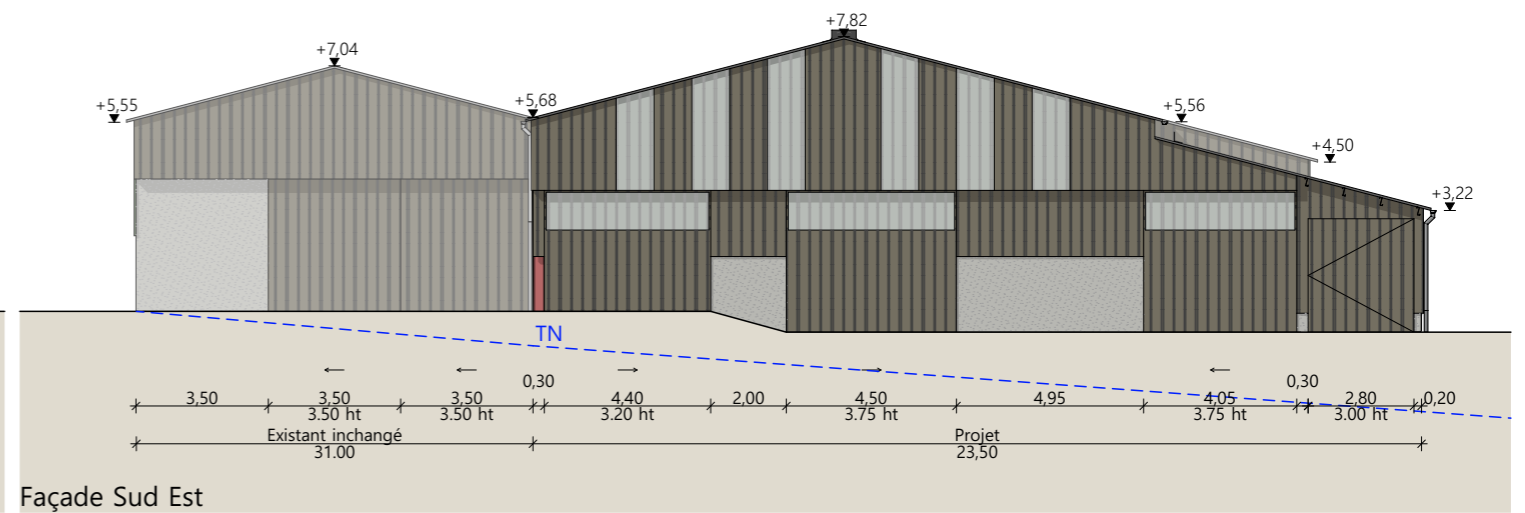 +7,82
+7,04
+5,55
+5,68
+5,56
+4,50
+3,22
TN
0,30
0,30
3,50
3,50
3,50
4,40
2,00
4,50
4,95
4,05
2,80
0,20
3.50 ht
3.50 ht
3.20 ht
3.75 ht
3.75 ht
3.00 ht
Existant inchangé
Projet
31.00
23,50
Façade Sud Est